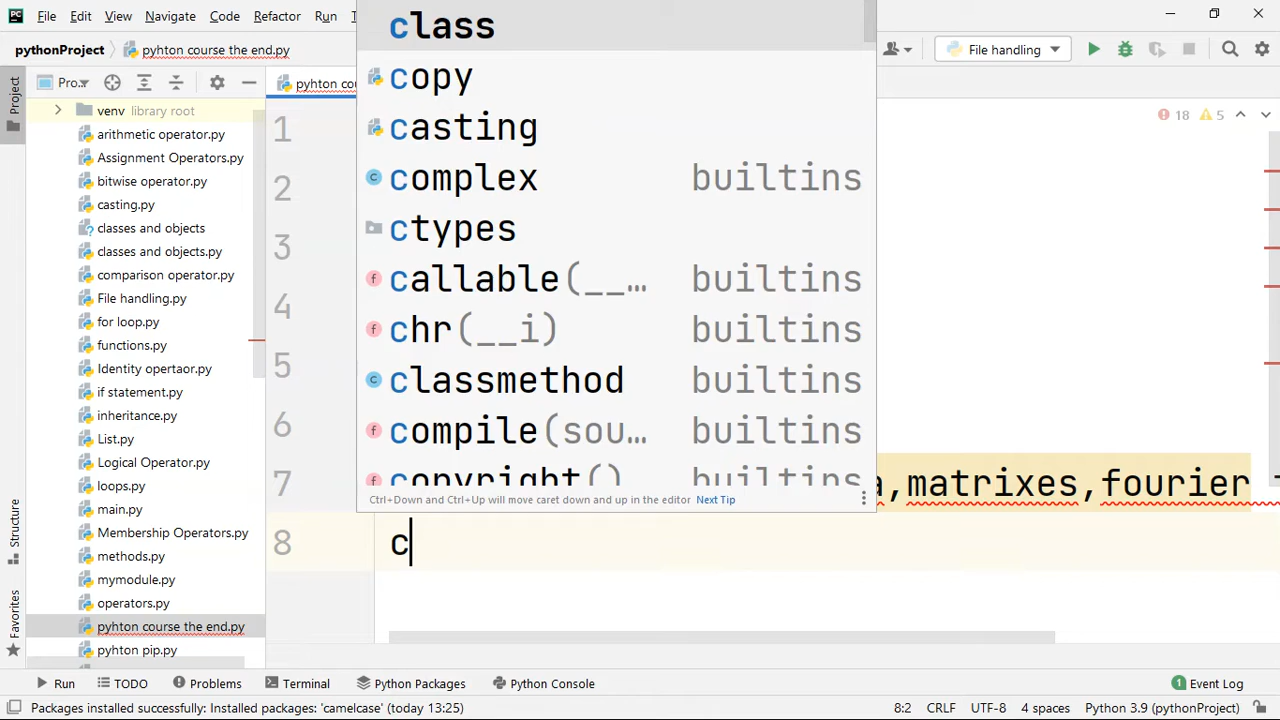 File Edit View Navigate Code Refactor Run
pythonProject pyhton course the end.py File handling
Project Pro... pyhton cou
venv library root
arithmetic operator.py
Assignment Operators.py
bitwise operator.py
casting.py
classes and objects
classes and objects.py
comparison operator.py
File handling.py
for loop.py
functions.py
Identity opertaor.py
if statement.py
inheritance.py
List.py
Logical Operator.py
loops.py
main.py
Membership Operators.py
methods.py
mymodule.py
operators.py
pyhton course the end.py
pyhton pip.py
Structure
Favorites
18 5
1
2
3
4
5
6
7 a,matrixes,fourier t
8 c
class
copy
casting
complex builtins
ctypes
callable(__… builtins
chr(__i) builtins
classmethod builtins
compile(sou… builtins
copyright() builtins
Ctrl+Down and Ctrl+Up will move caret down and up in the editor Next Tip
Run TODO Problems Terminal Python Packages Python Console 1 Event Log
Packages installed successfully: Installed packages: 'camelcase' (today 13:25) 8:2 CRLF UTF-8 4 spaces Python 3.9 (pythonProject)